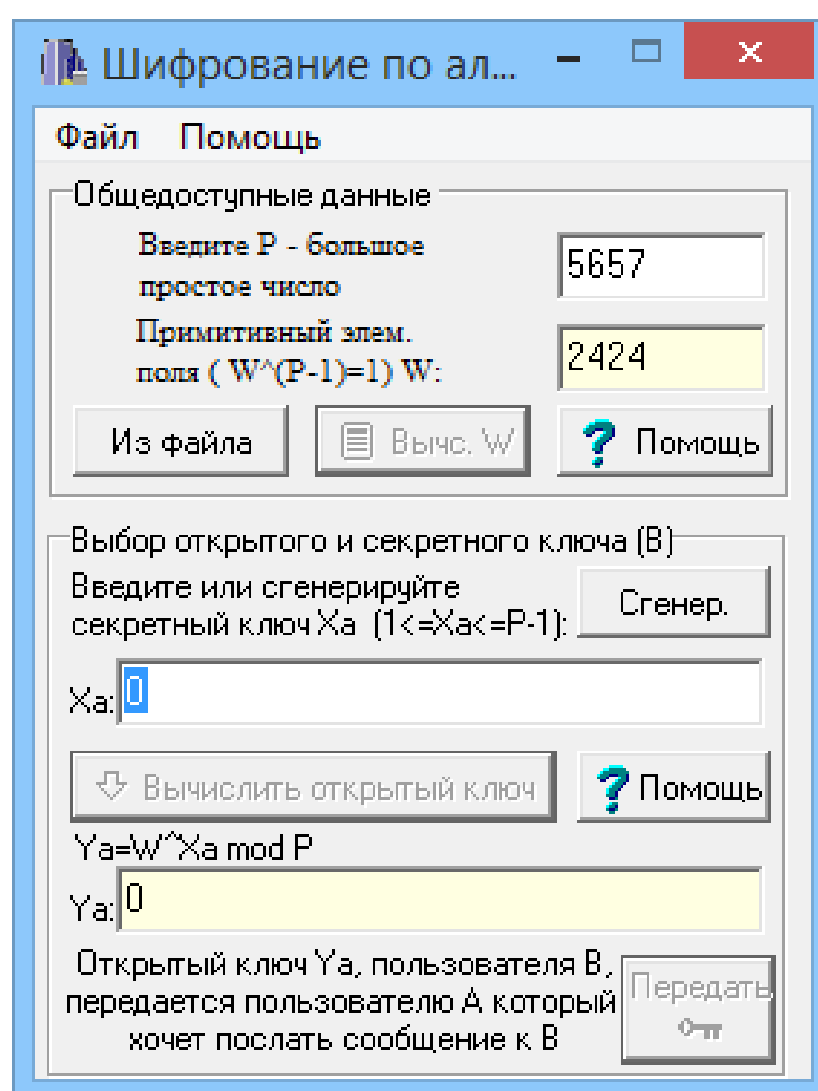 Шифрование по ал...
Файл Помощь
Общедоступные данные
Введите P - большое
простое число
5657
Примитивный элем.
поля ( W^(P-1)=1) W:
2424
Из файла
Выч. W
Помощь
Выбор открытого и секретного ключа (В)
Введите или сгенерируйте
секретный ключ Xa (1<=Xa<=P-1):
Сгенер.
Xa: 0
Вычислить открытый ключ
Помощь
Ya=W^Xa mod P
Ya: 0
Открытый ключ Ya, пользователя В,
передается пользователю А который
хочет послать сообщение к В
Передать